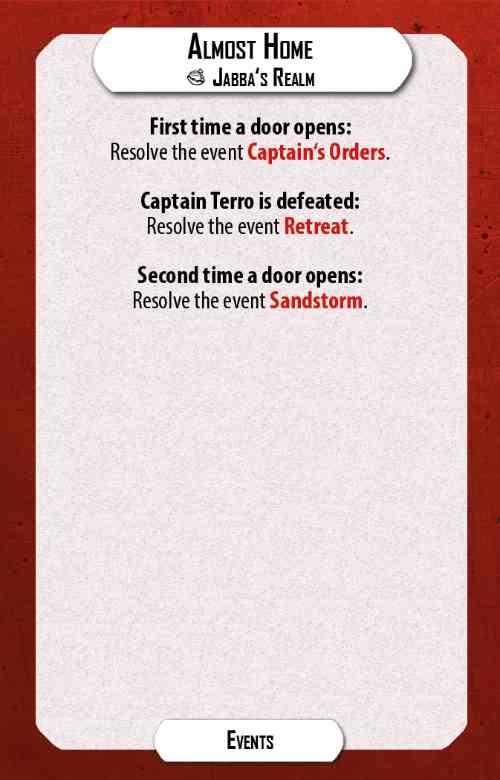 Almost Home
Jabba's Realm
First time a door opens:
Resolve the event Captain's Orders.
Captain Terro is defeated:
Resolve the event Retreat.
Second time a door opens:
Resolve the event Sandstorm.
Events